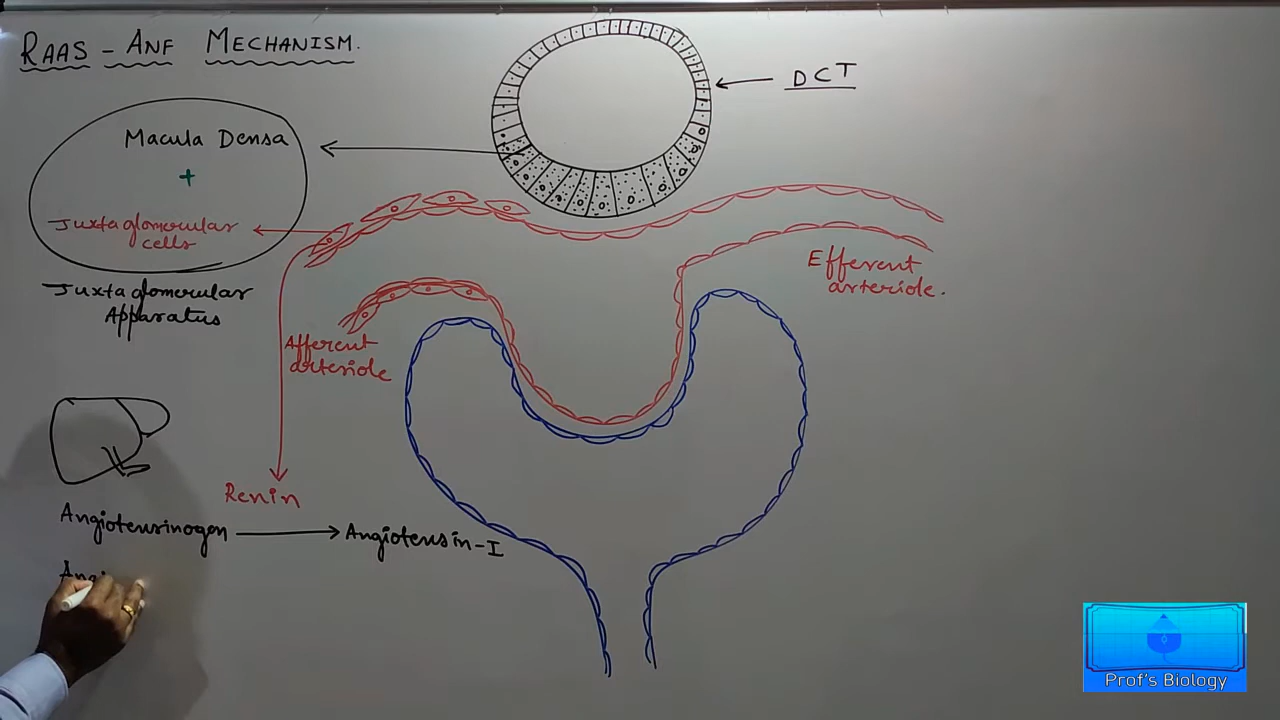 RAAS - ANF MECHANISM.
DCT
Macula Densa
+
Juxtaglomerular
cells
Juxtaglomerular
Apparatus
Efferent
arteriole.
Afferent
arteriole
Renin
Angiotensinogen
Angiotensin-I
Angi
Prof's Biology